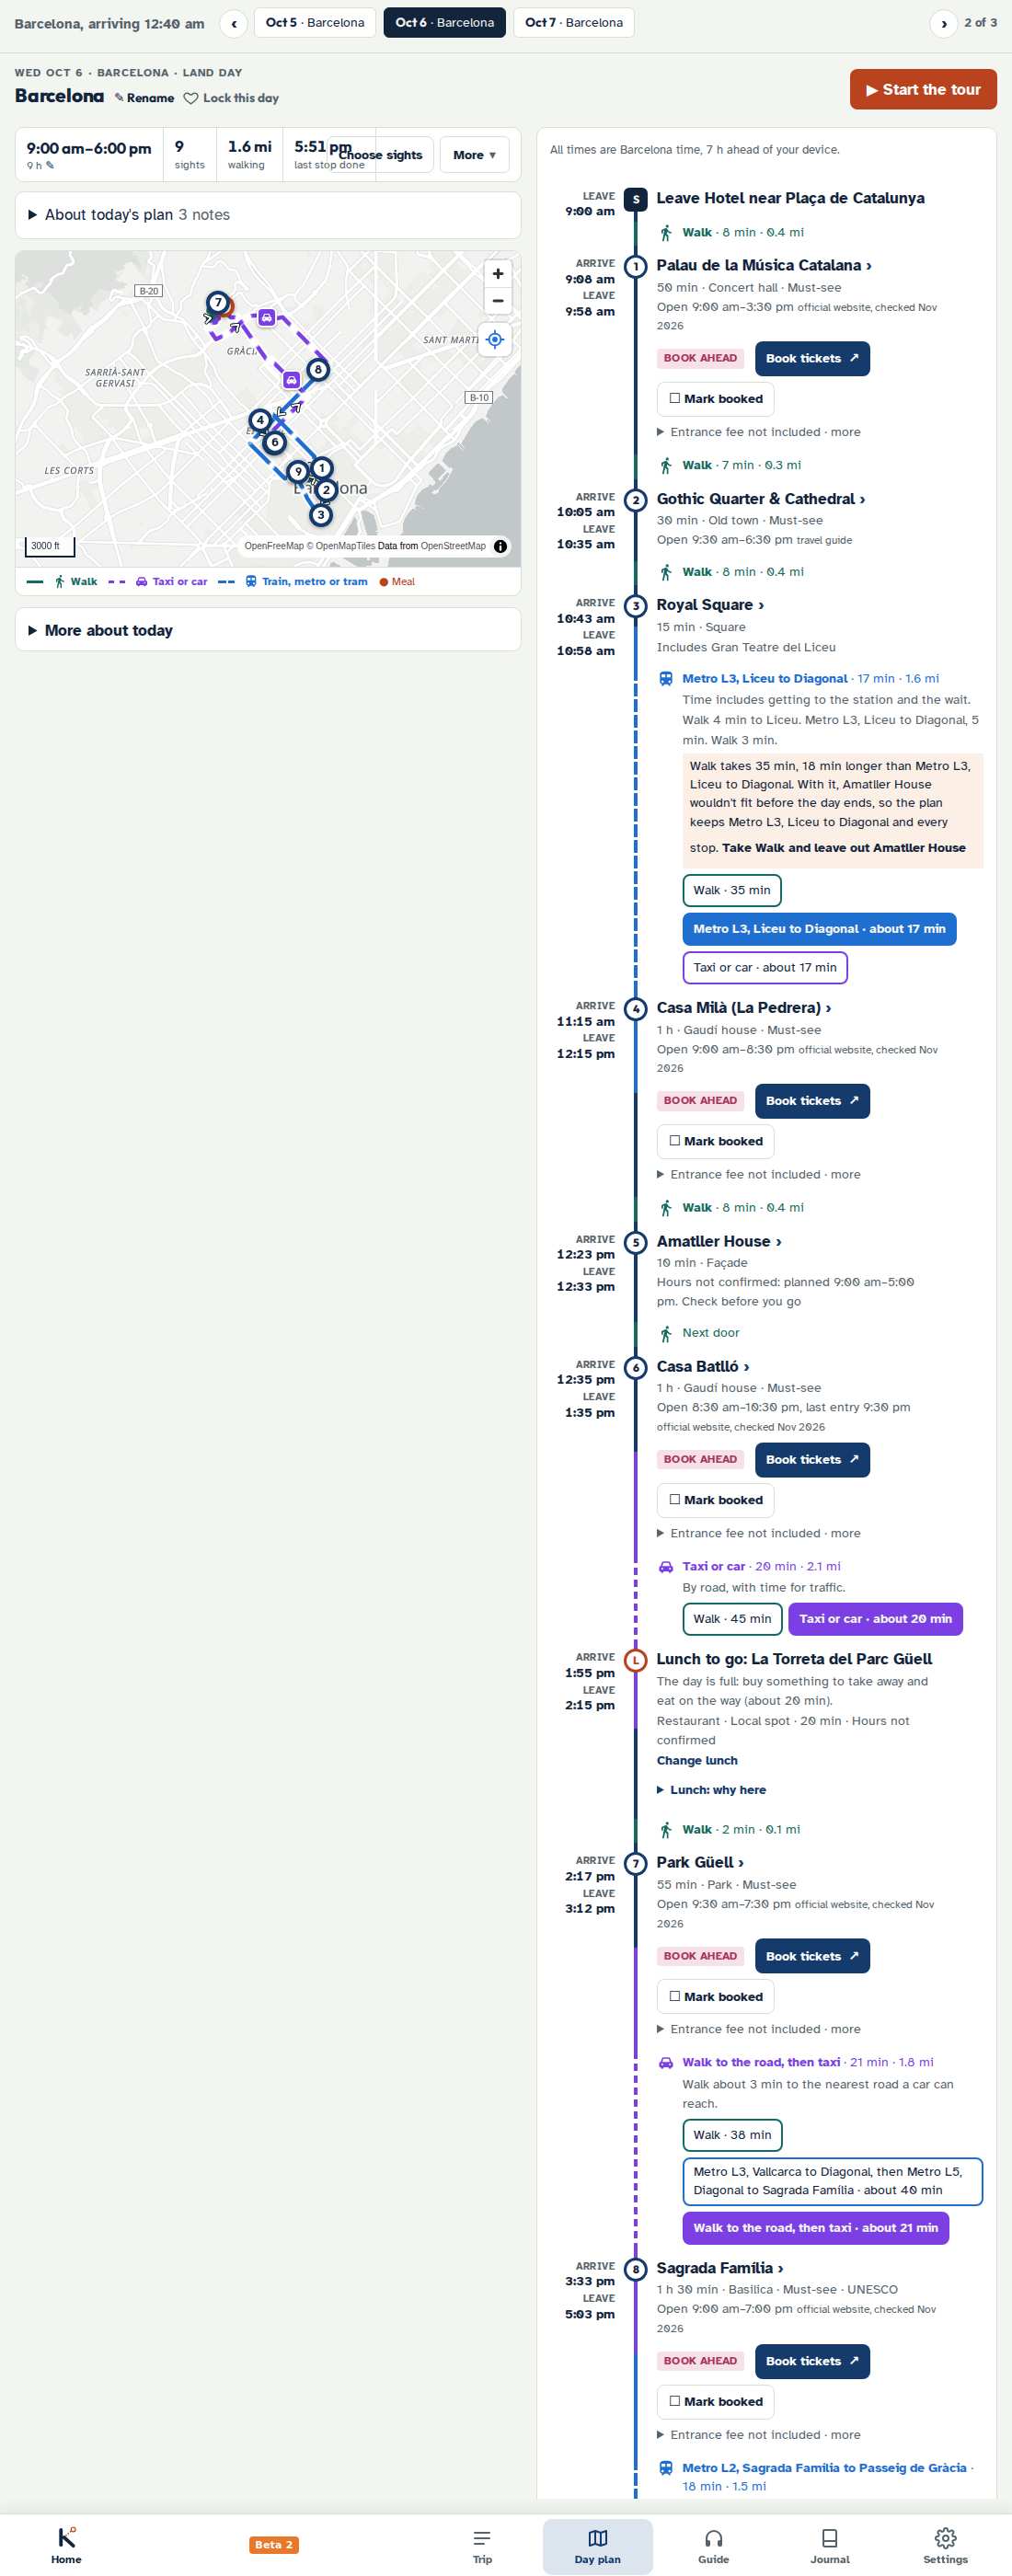 Barcelona, arriving 12:40 am
‹
Oct 5 · Barcelona
Oct 6 · Barcelona
Oct 7 · Barcelona
›
2 of 3
WED OCT 6 · BARCELONA · LAND DAY
Barcelona ✎ Rename ♡ Lock this day
▶ Start the tour
9:00 am–6:00 pm
9 h ✎
9
sights
1.6 mi
walking
5:51 pm
last stop done
Choose sights
More ▾
▶ About today's plan 3 notes
B-20
GRÀCIA
SANT MARTÍ
SARRIÀ-SANT
GERVASI
B-10
LES CORTS
7
8
4
6
9
1
2
3
+
−
3000 ft
OpenFreeMap © OpenMapTiles Data from OpenStreetMap
Walk
Taxi or car
Train, metro or tram
Meal
▶ More about today
All times are Barcelona time, 7 h ahead of your device.
LEAVE
9:00 am
S
Leave Hotel near Plaça de Catalunya
Walk · 8 min · 0.4 mi
ARRIVE
9:08 am
LEAVE
9:58 am
1
Palau de la Música Catalana ›
50 min · Concert hall · Must-see
Open 9:00 am–3:30 pm official website, checked Nov
2026
BOOK AHEAD
Book tickets ↗
☐ Mark booked
▶ Entrance fee not included · more
Walk · 7 min · 0.3 mi
ARRIVE
10:05 am
LEAVE
10:35 am
2
Gothic Quarter & Cathedral ›
30 min · Old town · Must-see
Open 9:30 am–6:30 pm travel guide
Walk · 8 min · 0.4 mi
ARRIVE
10:43 am
LEAVE
10:58 am
3
Royal Square ›
15 min · Square
Includes Gran Teatre del Liceu
Metro L3, Liceu to Diagonal · 17 min · 1.6 mi
Time includes getting to the station and the wait.
Walk 4 min to Liceu. Metro L3, Liceu to Diagonal, 5
min. Walk 3 min.
Walk takes 35 min, 18 min longer than Metro L3,
Liceu to Diagonal. With it, Amatller House
wouldn't fit before the day ends, so the plan
keeps Metro L3, Liceu to Diagonal and every
stop. Take Walk and leave out Amatller House
Walk · 35 min
Metro L3, Liceu to Diagonal · about 17 min
Taxi or car · about 17 min
ARRIVE
11:15 am
LEAVE
12:15 pm
4
Casa Milà (La Pedrera) ›
1 h · Gaudí house · Must-see
Open 9:00 am–8:30 pm official website, checked Nov
2026
BOOK AHEAD
Book tickets ↗
☐ Mark booked
▶ Entrance fee not included · more
Walk · 8 min · 0.4 mi
ARRIVE
12:23 pm
LEAVE
12:33 pm
5
Amatller House ›
10 min · Façade
Hours not confirmed: planned 9:00 am–5:00
pm. Check before you go
Next door
ARRIVE
12:35 pm
LEAVE
1:35 pm
6
Casa Batlló ›
1 h · Gaudí house · Must-see
Open 8:30 am–10:30 pm, last entry 9:30 pm
official website, checked Nov 2026
BOOK AHEAD
Book tickets ↗
☐ Mark booked
▶ Entrance fee not included · more
Taxi or car · 20 min · 2.1 mi
By road, with time for traffic.
Walk · 45 min
Taxi or car · about 20 min
ARRIVE
1:55 pm
LEAVE
2:15 pm
L
Lunch to go: La Torreta del Parc Güell
The day is full: buy something to take away and
eat on the way (about 20 min).
Restaurant · Local spot · 20 min · Hours not
confirmed
Change lunch
▶ Lunch: why here
Walk · 2 min · 0.1 mi
ARRIVE
2:17 pm
LEAVE
3:12 pm
7
Park Güell ›
55 min · Park · Must-see
Open 9:30 am–7:30 pm official website, checked Nov
2026
BOOK AHEAD
Book tickets ↗
☐ Mark booked
▶ Entrance fee not included · more
Walk to the road, then taxi · 21 min · 1.8 mi
Walk about 3 min to the nearest road a car can
reach.
Walk · 38 min
Metro L3, Vallcarca to Diagonal, then Metro L5,
Diagonal to Sagrada Família · about 40 min
Walk to the road, then taxi · about 21 min
ARRIVE
3:33 pm
LEAVE
5:03 pm
8
Sagrada Família ›
1 h 30 min · Basilica · Must-see · UNESCO
Open 9:00 am–7:00 pm official website, checked Nov
2026
BOOK AHEAD
Book tickets ↗
☐ Mark booked
▶ Entrance fee not included · more
Metro L2, Sagrada Família to Passeig de Gràcia ·
18 min · 1.5 mi
Home
Beta 2
Trip
Day plan
Guide
Journal
Settings